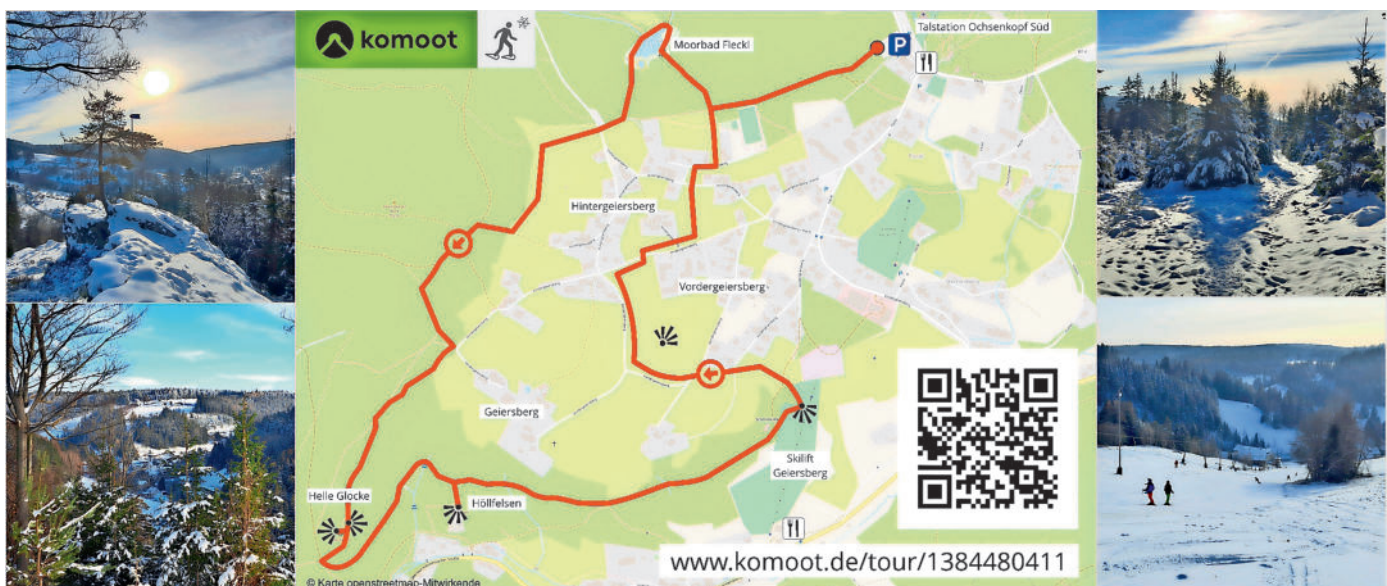 komoot
Talstation Ochsenkopf Süd
P
Moorbad Fleckl
Hintergeiersberg
Vordergeiersberg
Geiersberg
Skilift
Geiersberg
Helle Glocke
Höllfelsen
www.komoot.de/tour/1384480411
© Karte openstreetmap-Mitwirkende